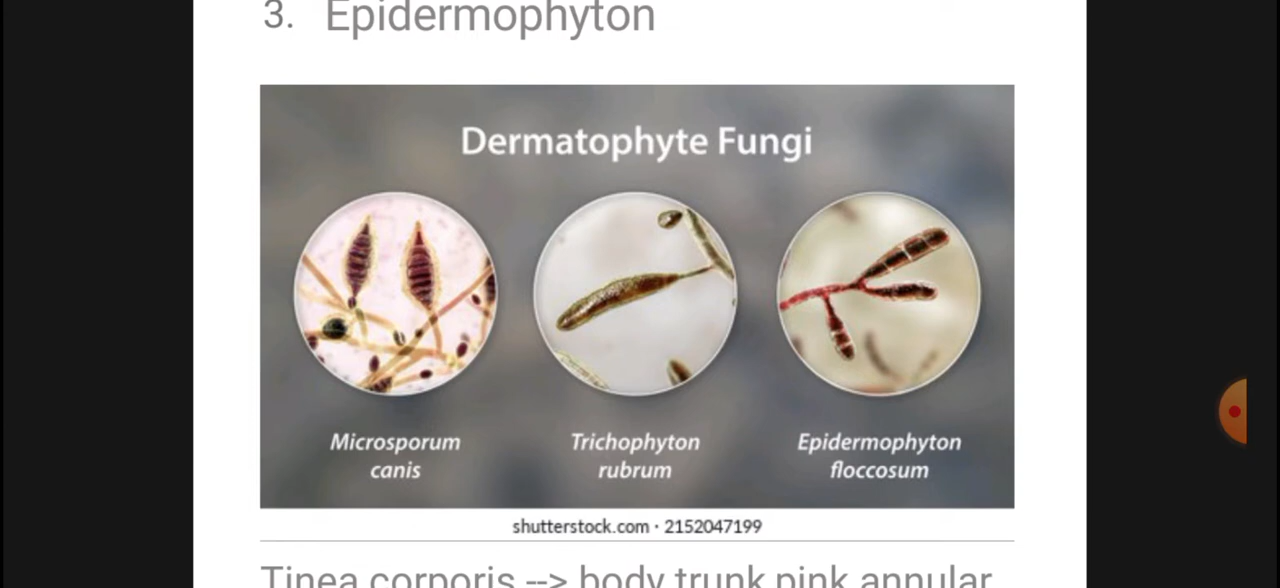 3. Epidermophyton
Dermatophyte Fungi
Microsporum
canis
Trichophyton
rubrum
Epidermophyton
floccosum
shutterstock.com · 2152047199
Tinea corporis --> body trunk pink annular